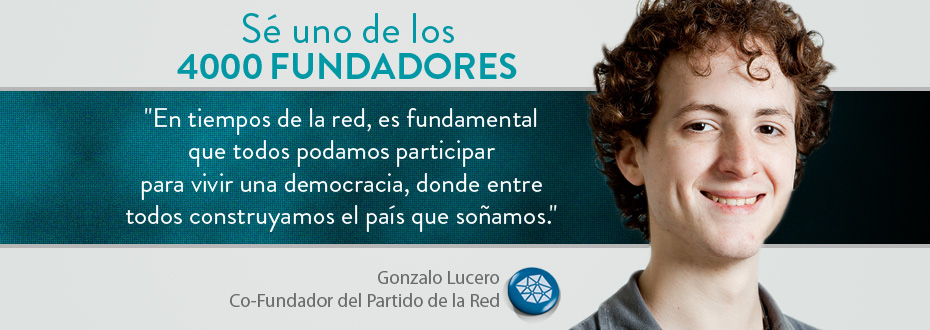 Sé uno de los
4000 FUNDADORES
"En tiempos de la red, es fundamental
que todos podamos participar
para vivir una democracia, donde entre
todos construyamos el país que soñamos."
Gonzalo Lucero
Co-Fundador del Partido de la Red